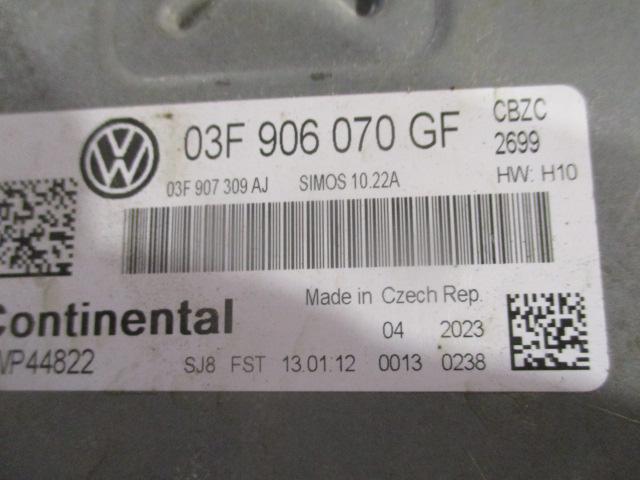 03F 906 070 GF
CBZC
2699
03F 907 309 AJ SIMOS 10.22A
HW: H10
Continental
Made in Czech Rep.
04 2023
SJ8 FST 13.01.12 0013 0238